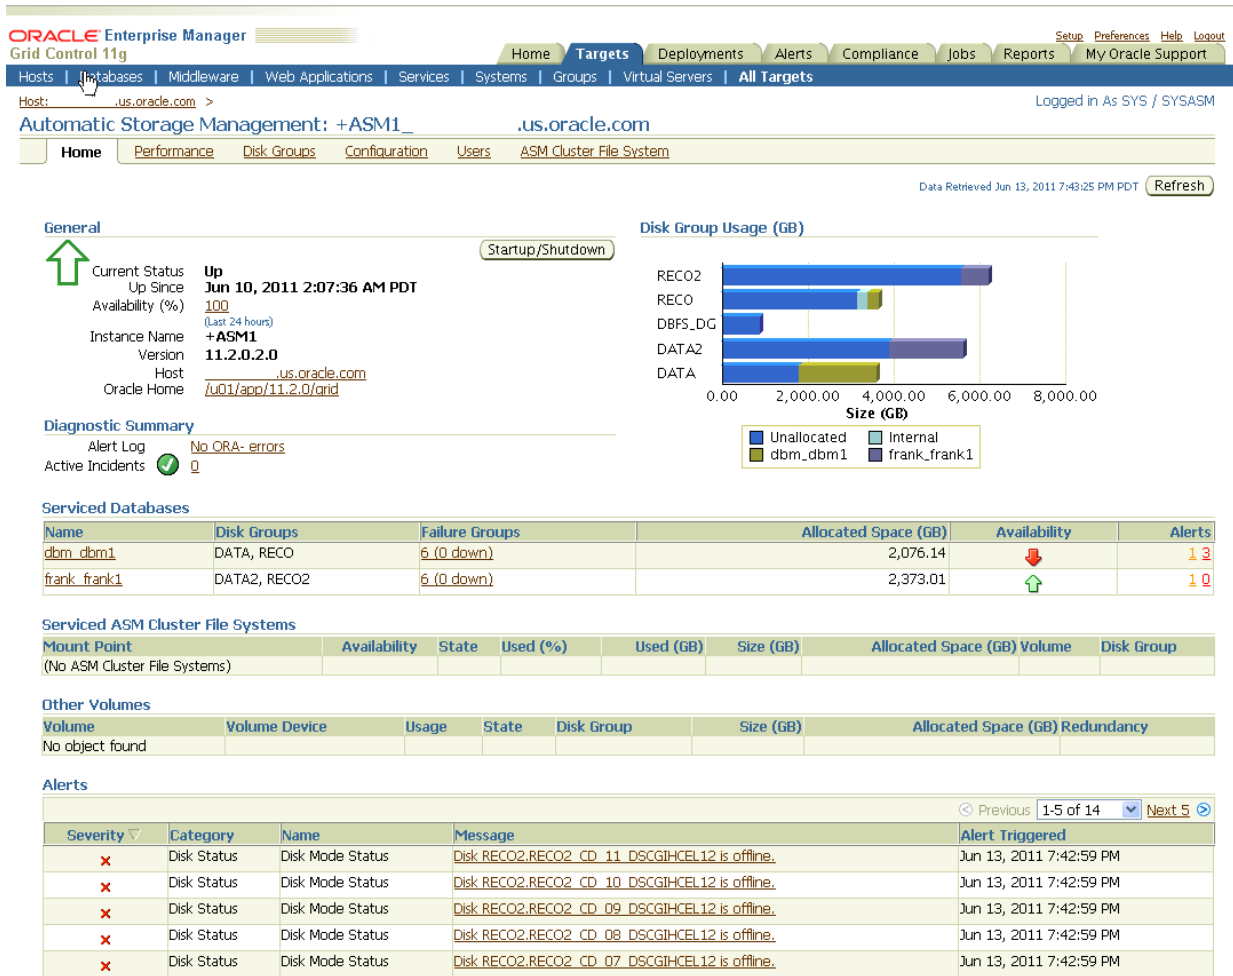 ORACLE Enterprise Manager
Grid Control 11g
Setup Preferences Help Logout
Home Targets Deployments Alerts Compliance Jobs Reports My Oracle Support
Hosts | Databases | Middleware | Web Applications | Services | Systems | Groups | Virtual Servers | All Targets
Host: .us.oracle.com >
Logged in As SYS / SYSASM
Automatic Storage Management: +ASM1_ .us.oracle.com
Home Performance Disk Groups Configuration Users ASM Cluster File System
Data Retrieved Jun 13, 2011 7:43:25 PM PDT Refresh
General
Startup/Shutdown
Current Status Up
Up Since Jun 10, 2011 2:07:36 AM PDT
Availability (%) 100
(Last 24 hours)
Instance Name +ASM1
Version 11.2.0.2.0
Host .us.oracle.com
Oracle Home /u01/app/11.2.0/grid
Diagnostic Summary
Alert Log No ORA- errors
Active Incidents 0
Disk Group Usage (GB)
RECO2
RECO
DBFS_DG
DATA2
DATA
0.00 2,000.00 4,000.00 6,000.00 8,000.00
Size (GB)
Unallocated Internal
dbm_dbm1 frank_frank1
Serviced Databases
Name Disk Groups Failure Groups Allocated Space (GB) Availability Alerts
dbm_dbm1 DATA, RECO 6 (0 down) 2,076.14 1 3
frank_frank1 DATA2, RECO2 6 (0 down) 2,373.01 1 0
Serviced ASM Cluster File Systems
Mount Point Availability State Used (%) Used (GB) Size (GB) Allocated Space (GB) Volume Disk Group
(No ASM Cluster File Systems)
Other Volumes
Volume Volume Device Usage State Disk Group Size (GB) Allocated Space (GB) Redundancy
No object found
Alerts
Previous 1-5 of 14 Next 5
Severity Category Name Message Alert Triggered
Disk Status Disk Mode Status Disk RECO2.RECO2_CD_11_DSCGIHCEL12 is offline. Jun 13, 2011 7:42:59 PM
Disk Status Disk Mode Status Disk RECO2.RECO2_CD_10_DSCGIHCEL12 is offline. Jun 13, 2011 7:42:59 PM
Disk Status Disk Mode Status Disk RECO2.RECO2_CD_09_DSCGIHCEL12 is offline. Jun 13, 2011 7:42:59 PM
Disk Status Disk Mode Status Disk RECO2.RECO2_CD_08_DSCGIHCEL12 is offline. Jun 13, 2011 7:42:59 PM
Disk Status Disk Mode Status Disk RECO2.RECO2_CD_07_DSCGIHCEL12 is offline. Jun 13, 2011 7:42:59 PM